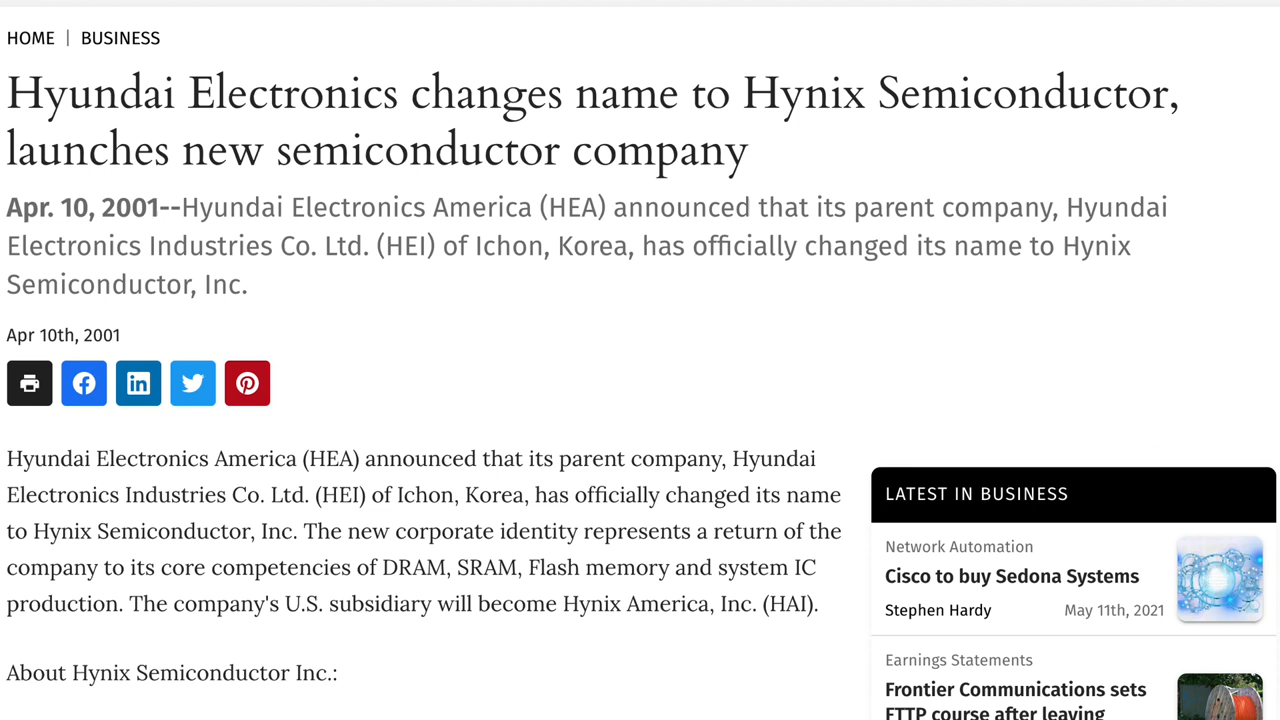 HOME | BUSINESS
Hyundai Electronics changes name to Hynix Semiconductor,
launches new semiconductor company
Apr. 10, 2001--Hyundai Electronics America (HEA) announced that its parent company, Hyundai
Electronics Industries Co. Ltd. (HEI) of Ichon, Korea, has officially changed its name to Hynix
Semiconductor, Inc.
Apr 10th, 2001
Hyundai Electronics America (HEA) announced that its parent company, Hyundai
Electronics Industries Co. Ltd. (HEI) of Ichon, Korea, has officially changed its name
to Hynix Semiconductor, Inc. The new corporate identity represents a return of the
company to its core competencies of DRAM, SRAM, Flash memory and system IC
production. The company's U.S. subsidiary will become Hynix America, Inc. (HAI).
About Hynix Semiconductor Inc.:
LATEST IN BUSINESS
Network Automation
Cisco to buy Sedona Systems
Stephen Hardy May 11th, 2021
Earnings Statements
Frontier Communications sets
FTTP course after leaving